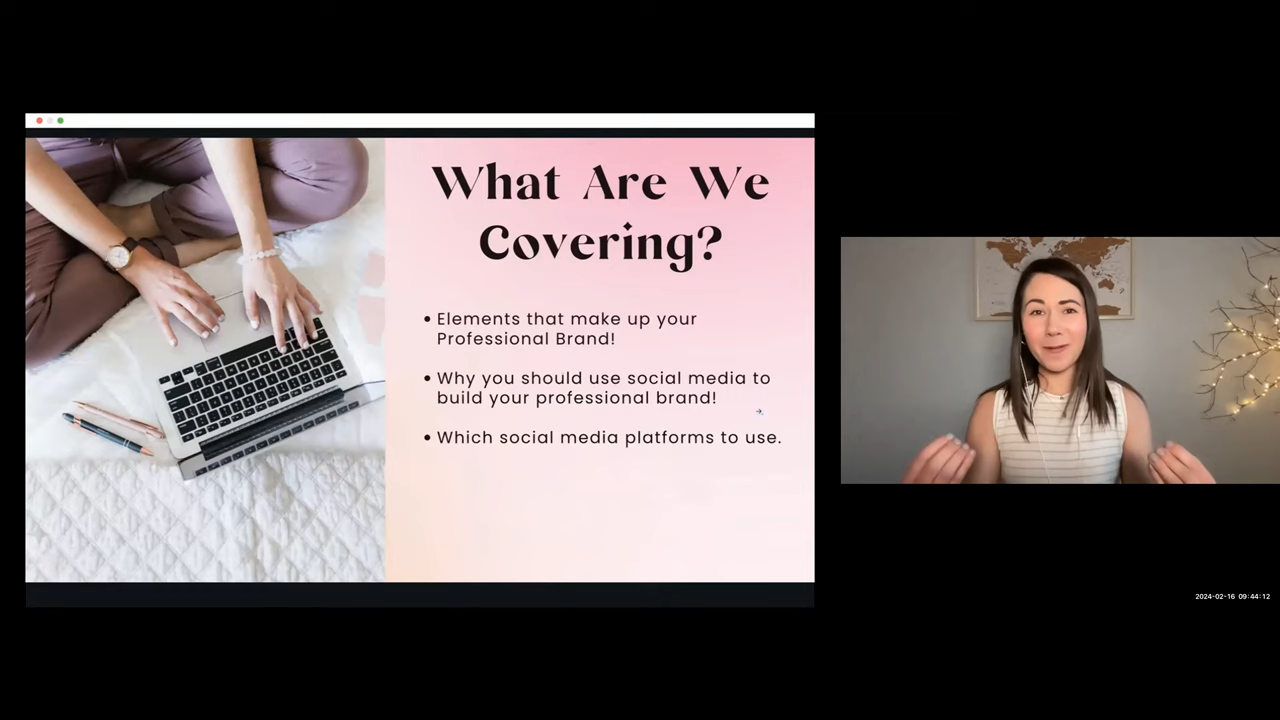 What Are We
Covering?
• Elements that make up your
Professional Brand!
• Why you should use social media to
build your professional brand!
• Which social media platforms to use.
2024-02-16 09:44:12